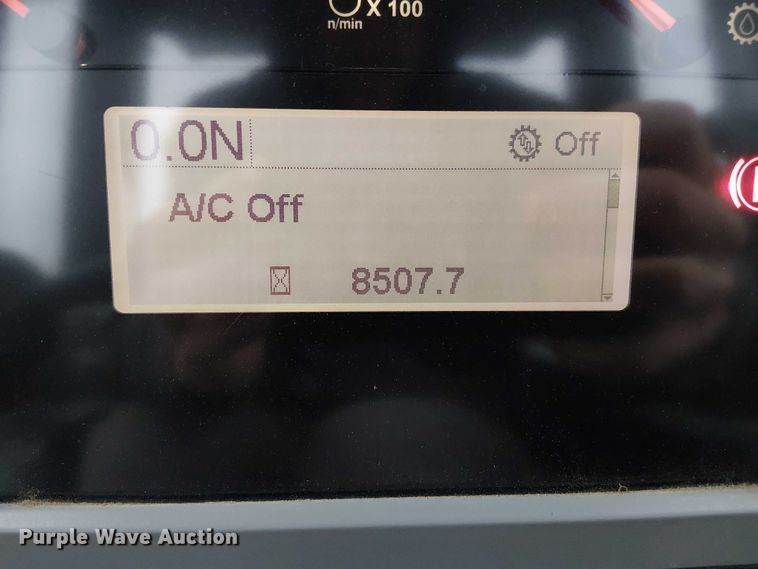 X 100
n/min
0.0N Off
A/C Off
8507.7
Purple Wave Auction